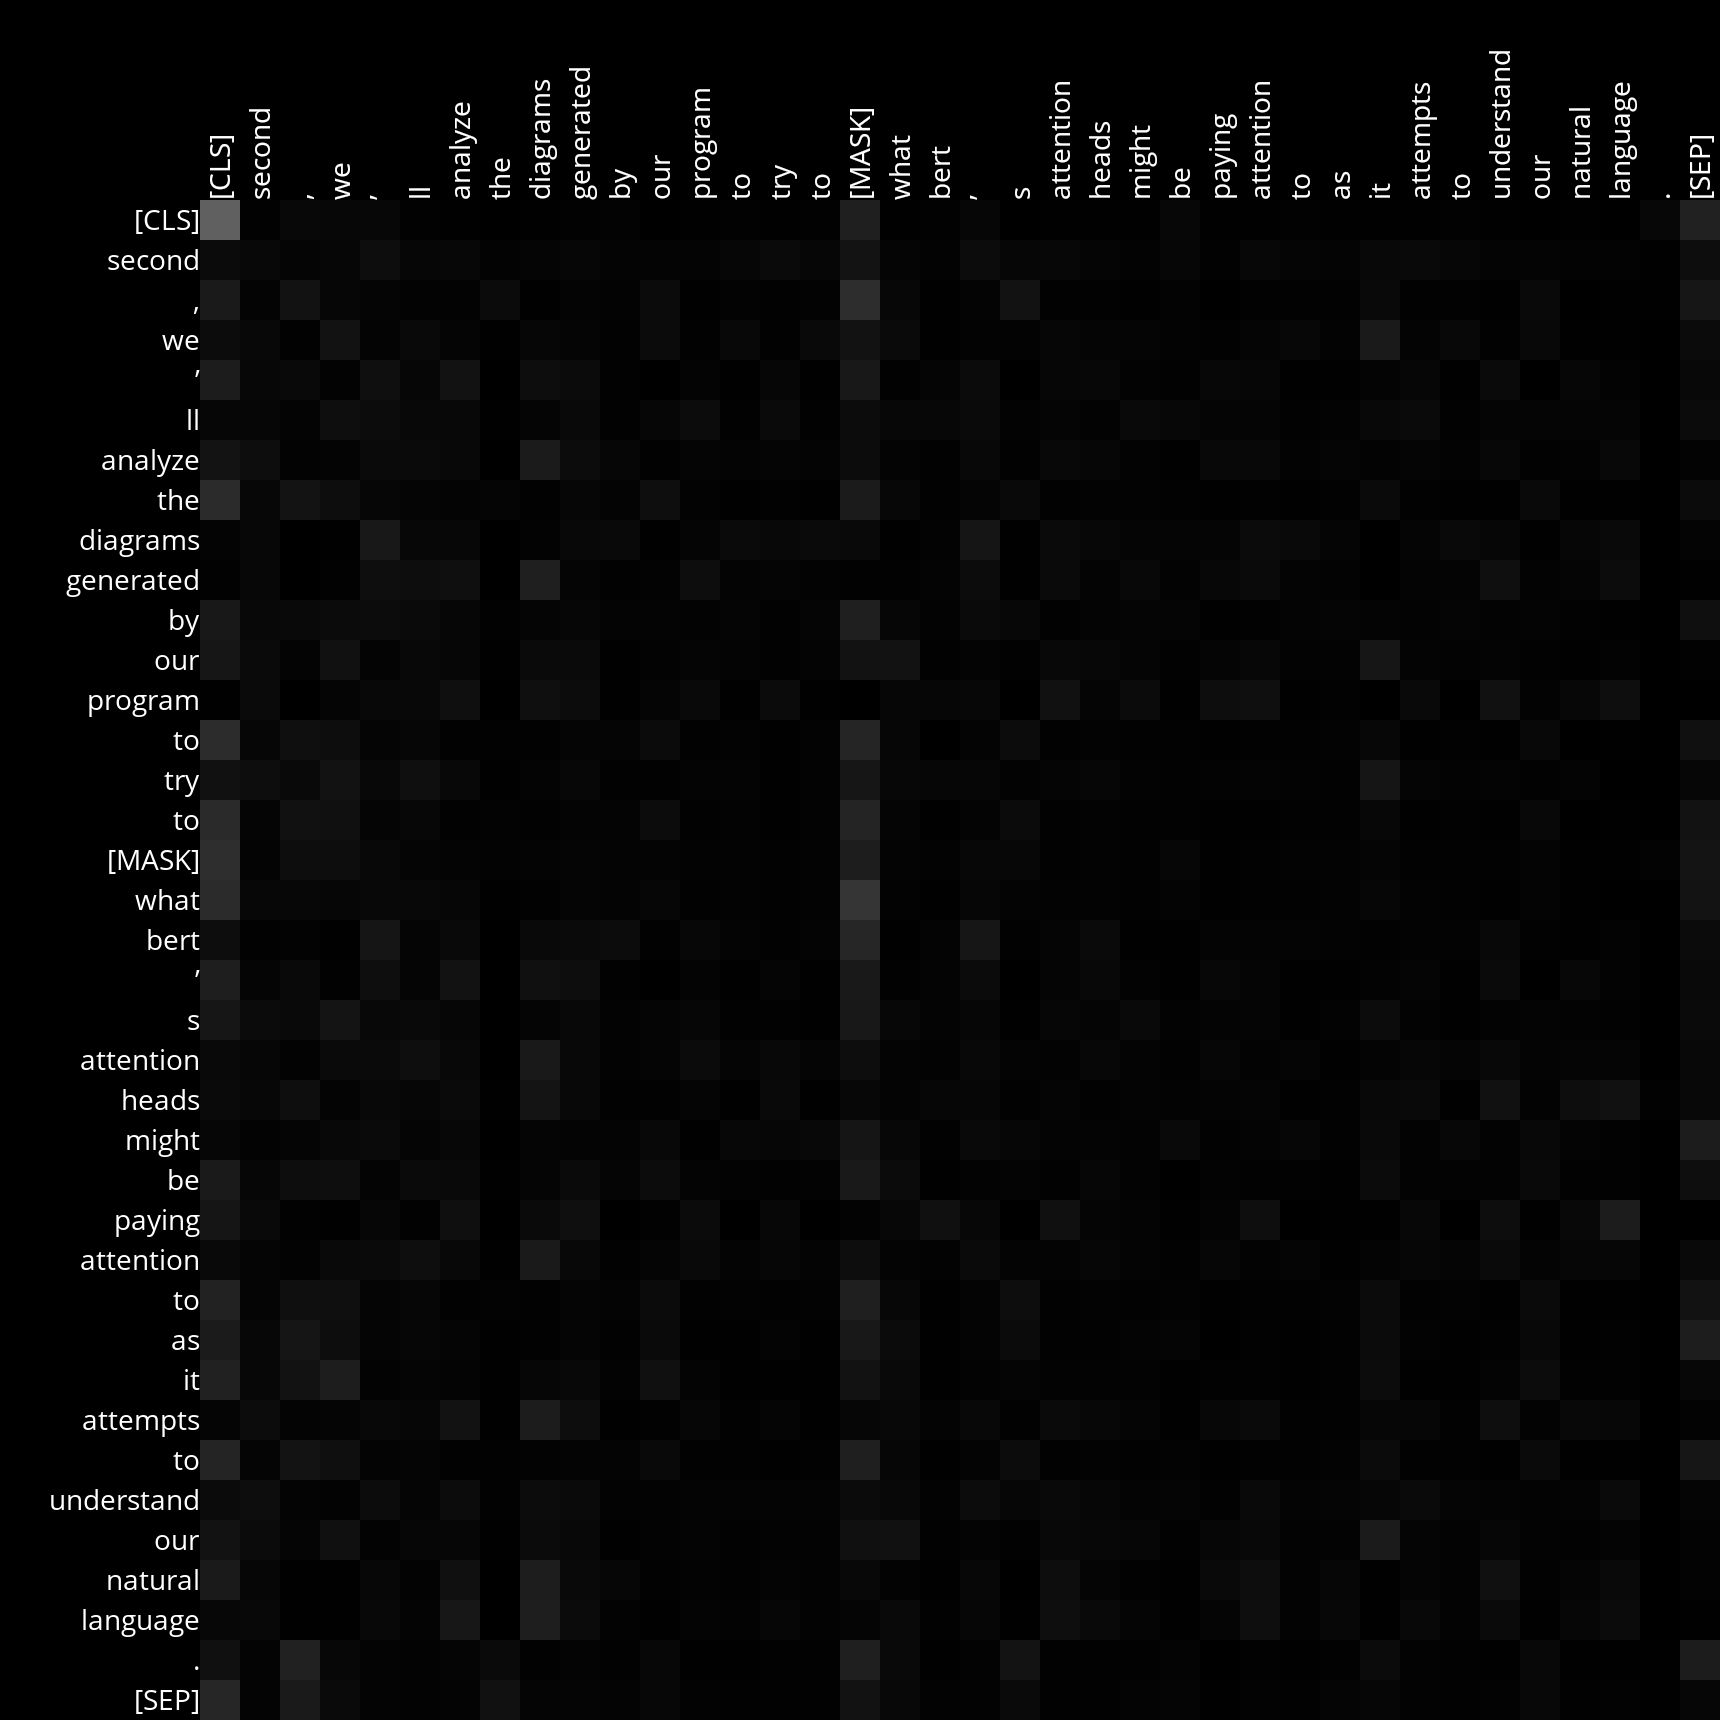 [CLS] second , we ’ ll analyze the diagrams generated by our program to try to [MASK] what bert ’ s attention heads might be paying attention to as it attempts to understand our natural language . [SEP]
[CLS]
second
,
we
’
ll
analyze
the
diagrams
generated
by
our
program
to
try
to
[MASK]
what
bert
’
s
attention
heads
might
be
paying
attention
to
as
it
attempts
to
understand
our
natural
language
.
[SEP]